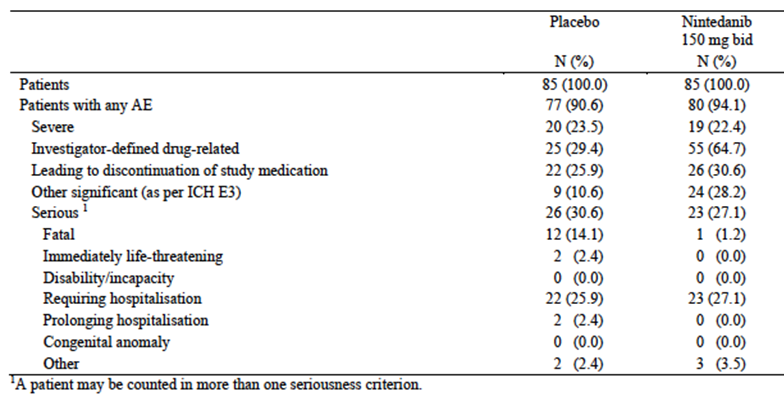 Placebo Nintedanib
150 mg bid
N (%) N (%)
Patients 85 (100.0) 85 (100.0)
Patients with any AE 77 (90.6) 80 (94.1)
Severe 20 (23.5) 19 (22.4)
Investigator-defined drug-related 25 (29.4) 55 (64.7)
Leading to discontinuation of study medication 22 (25.9) 26 (30.6)
Other significant (as per ICH E3) 9 (10.6) 24 (28.2)
Serious 1 26 (30.6) 23 (27.1)
Fatal 12 (14.1) 1 (1.2)
Immediately life-threatening 2 (2.4) 0 (0.0)
Disability/incapacity 0 (0.0) 0 (0.0)
Requiring hospitalisation 22 (25.9) 23 (27.1)
Prolonging hospitalisation 2 (2.4) 0 (0.0)
Congenital anomaly 0 (0.0) 0 (0.0)
Other 2 (2.4) 3 (3.5)
1A patient may be counted in more than one seriousness criterion.